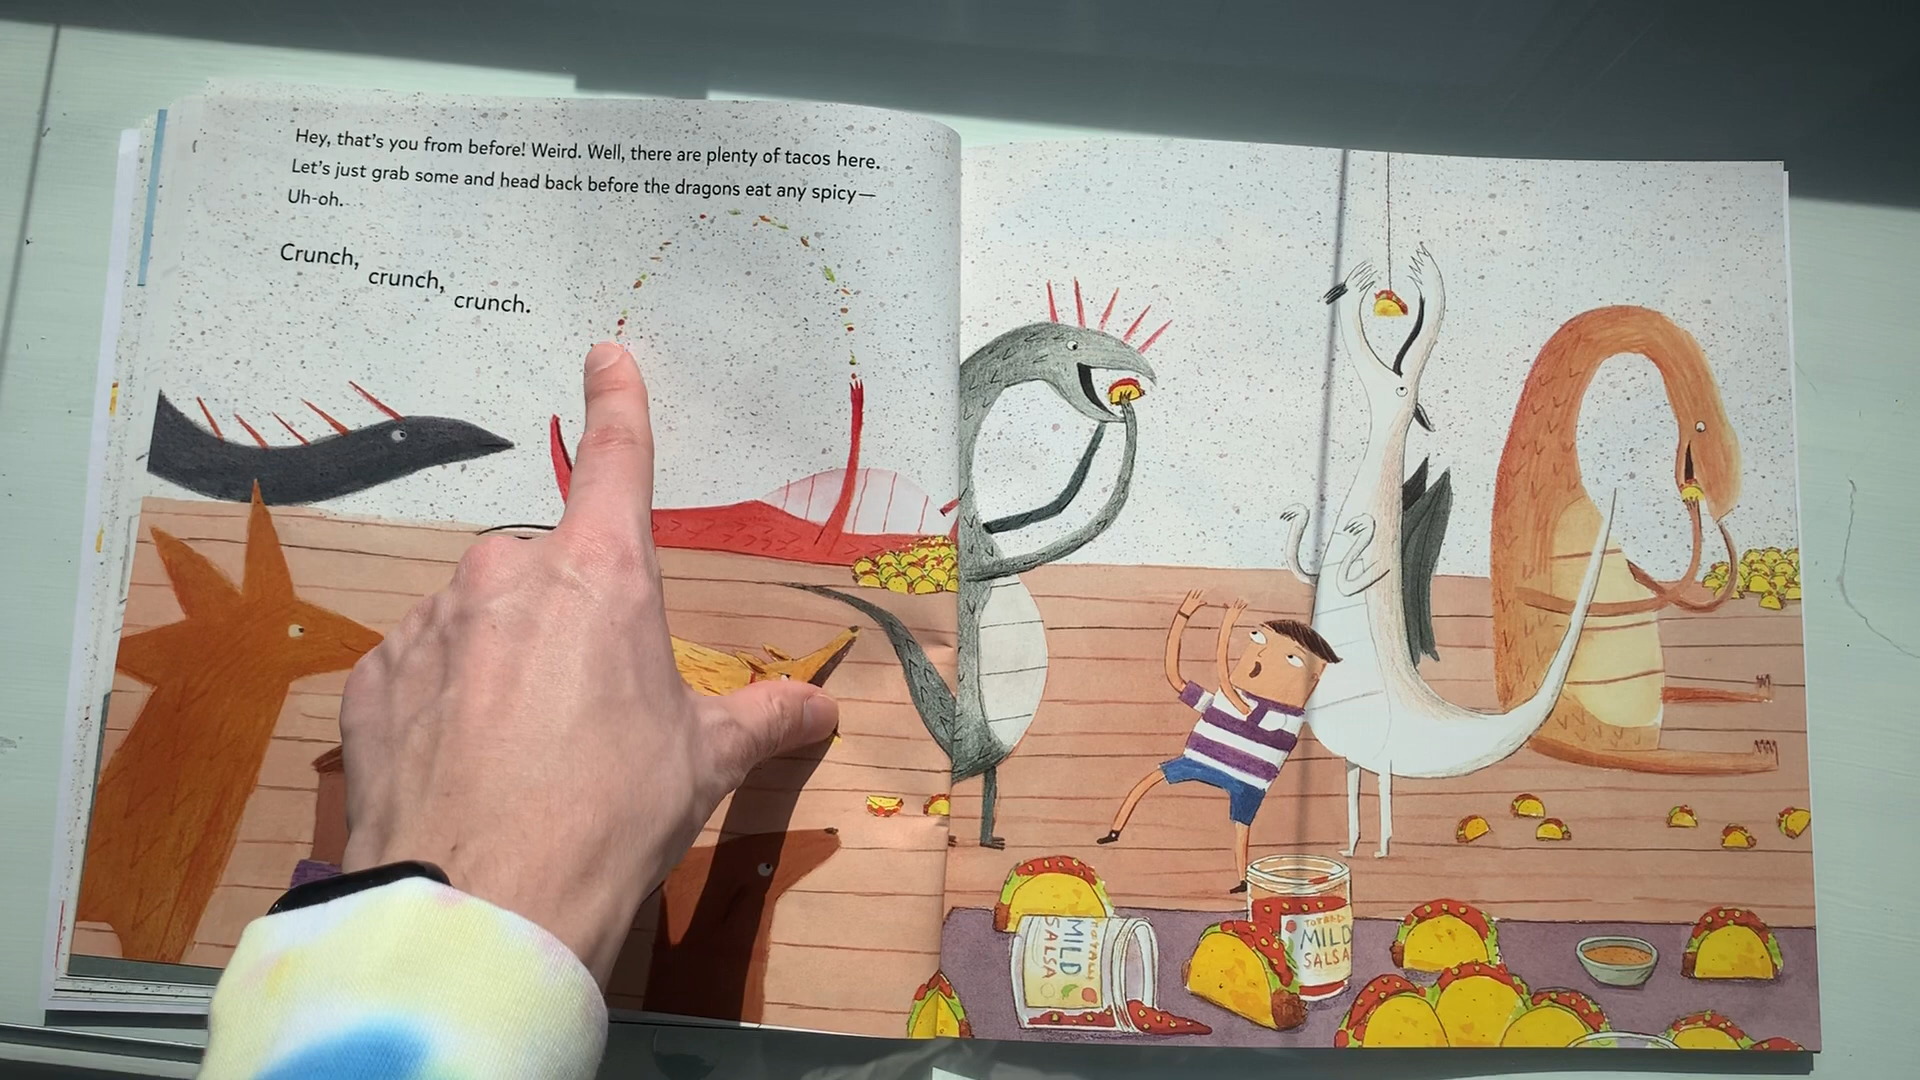 Hey, that's you from before! Weird. Well, there are plenty of tacos here.
Let's just grab some and head back before the dragons eat any spicy—
Uh-oh.
Crunch,
crunch,
crunch.
MILD
SALSA
MILD
SALSA